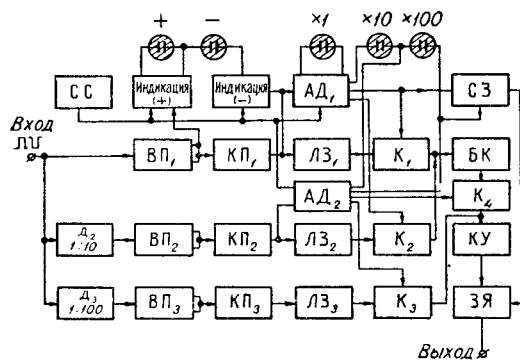 + − ×1 ×10 ×100
СС Индикация (+) Индикация (−) АД₁ СЗ
Вход
ВП₁ КП₁ ЛЗ₁ К₁ БК
АД₂ К₄
Д₂ 1:10 ВП₂ КП₂ ЛЗ₂ К₂ КУ
Д₃ 1:100 ВП₃ КП₃ ЛЗ₃ К₃ ЗЯ
Выход